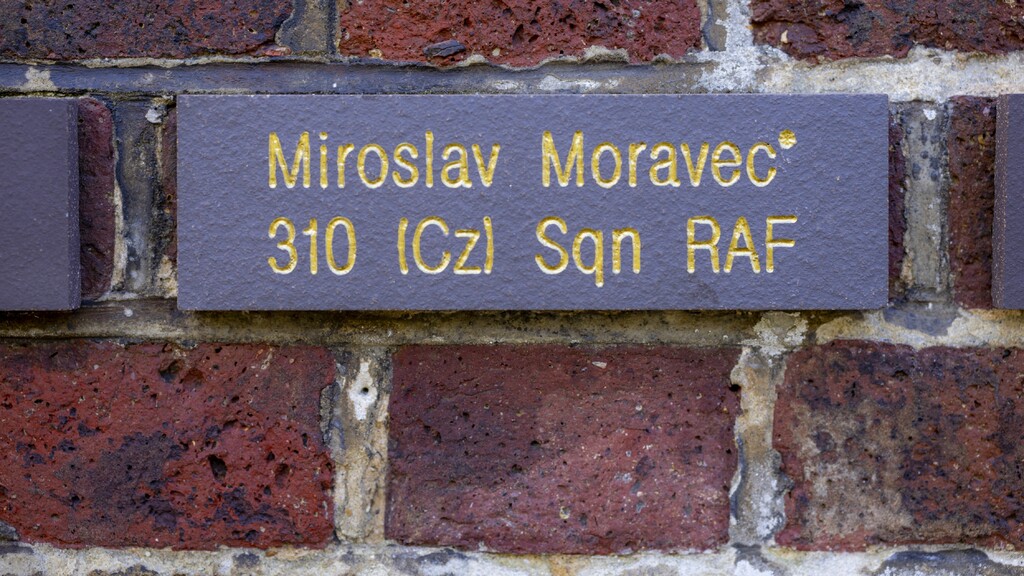 Miroslav Moravec*
310 (Cz) Sqn RAF